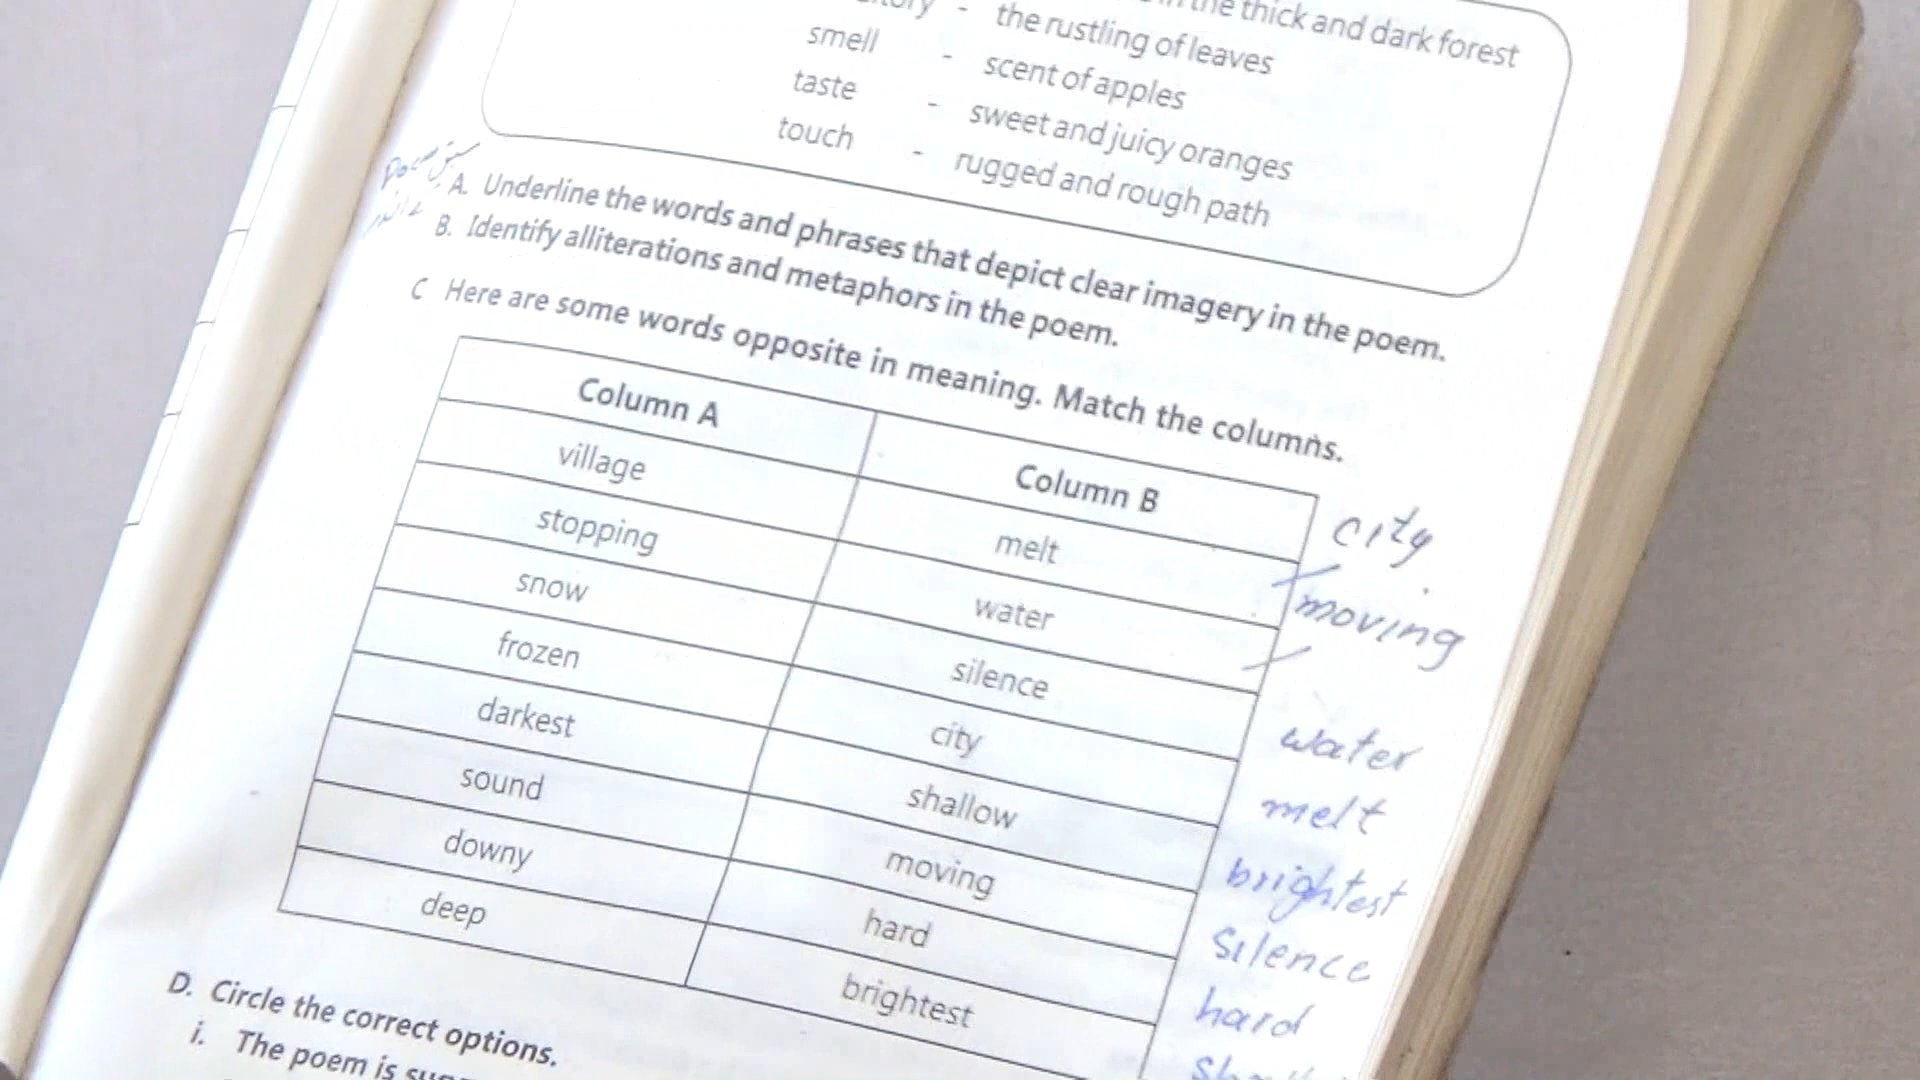 the thick and dark forest
- the rustling of leaves
smell - scent of apples
taste - sweet and juicy oranges
touch - rugged and rough path
A. Underline the words and phrases that depict clear imagery in the poem.
B. Identify alliterations and metaphors in the poem.
C Here are some words opposite in meaning. Match the columns.
Column A Column B
village melt city
stopping water moving
snow silence water
frozen city melt
darkest shallow brightest
sound moving silence
downy hard hard
deep brightest
D. Circle the correct options.
i. The poem is